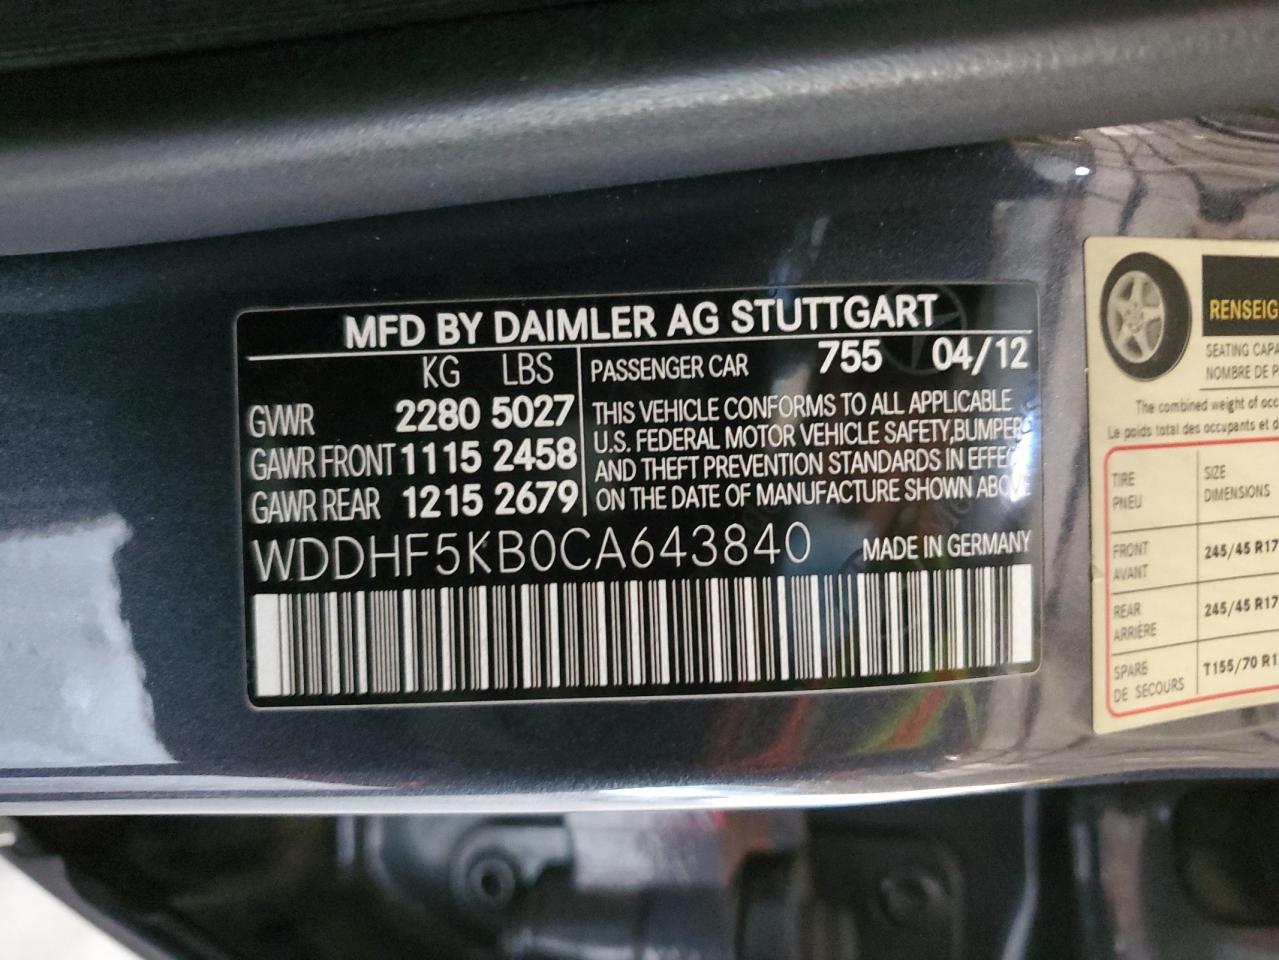 MFD BY DAIMLER AG STUTTGART
KG LBS
GVWR 2280 5027
GAWR FRONT 1115 2458
GAWR REAR 1215 2679
PASSENGER CAR 755 04/12
THIS VEHICLE CONFORMS TO ALL APPLICABLE
U.S. FEDERAL MOTOR VEHICLE SAFETY,BUMPER
AND THEFT PREVENTION STANDARDS IN EFFECT
ON THE DATE OF MANUFACTURE SHOWN ABOVE
WDDHF5KB0CA643840 MADE IN GERMANY
RENSEIG
SEATING CAPA
NOMBRE DE P
The combined weight of occ
Le poids total des occupants et d
TIRE SIZE
PNEU DIMENSIONS
FRONT 245/45 R17
AVANT
REAR 245/45 R17
ARRIÈRE
SPARE T155/70 R1
DE SECOURS